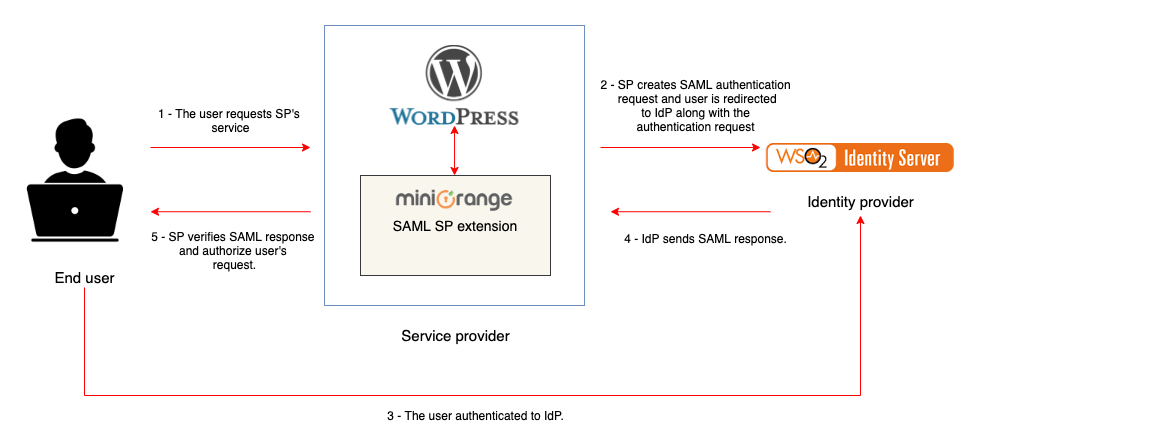 WORDPRESS
2 - SP creates SAML authentication
request and user is redirected
to IdP along with the
authentication request
1 - The user requests SP's
service
WSO2 Identity Server
miniOrange
SAML SP extension
Identity provider
5 - SP verifies SAML response
and authorize user's
request.
4 - IdP sends SAML response.
End user
Service provider
3 - The user authenticated to IdP.